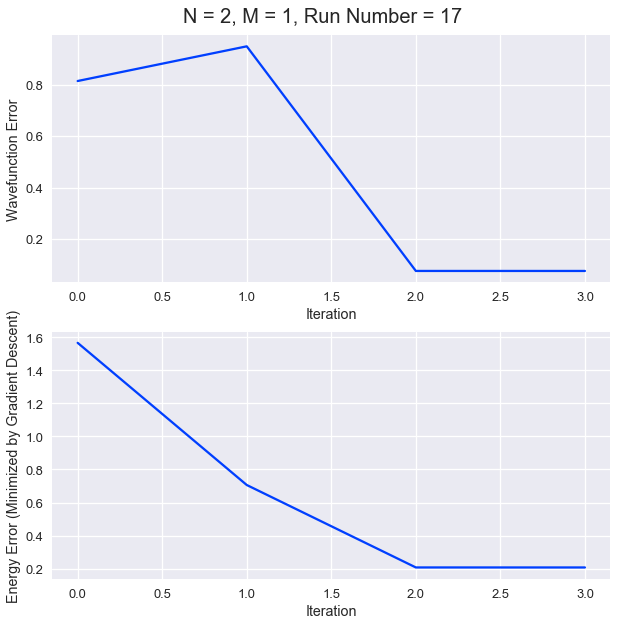 N = 2, M = 1, Run Number = 17
Wavefunction Error
0.8
0.6
0.4
0.2
0.0 0.5 1.0 1.5 2.0 2.5 3.0
Iteration
Energy Error (Minimized by Gradient Descent)
1.6
1.4
1.2
1.0
0.8
0.6
0.4
0.2
0.0 0.5 1.0 1.5 2.0 2.5 3.0
Iteration